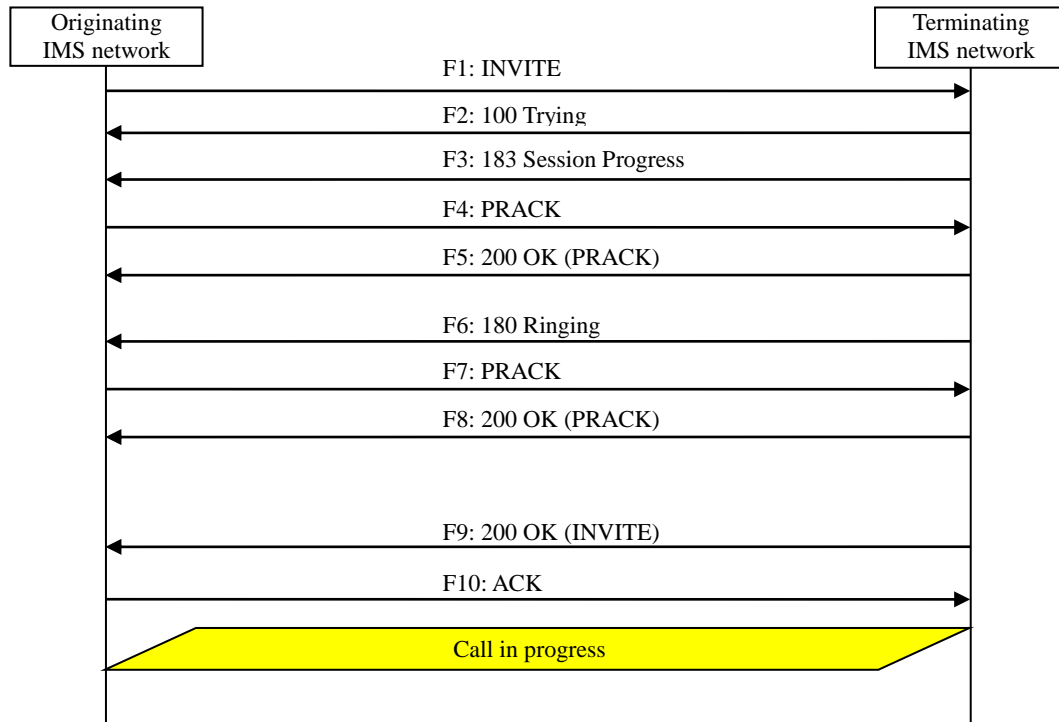 Originating
IMS network
Terminating
IMS network
F1: INVITE
F2: 100 Trying
F3: 183 Session Progress
F4: PRACK
F5: 200 OK (PRACK)
F6: 180 Ringing
F7: PRACK
F8: 200 OK (PRACK)
F9: 200 OK (INVITE)
F10: ACK
Call in progress